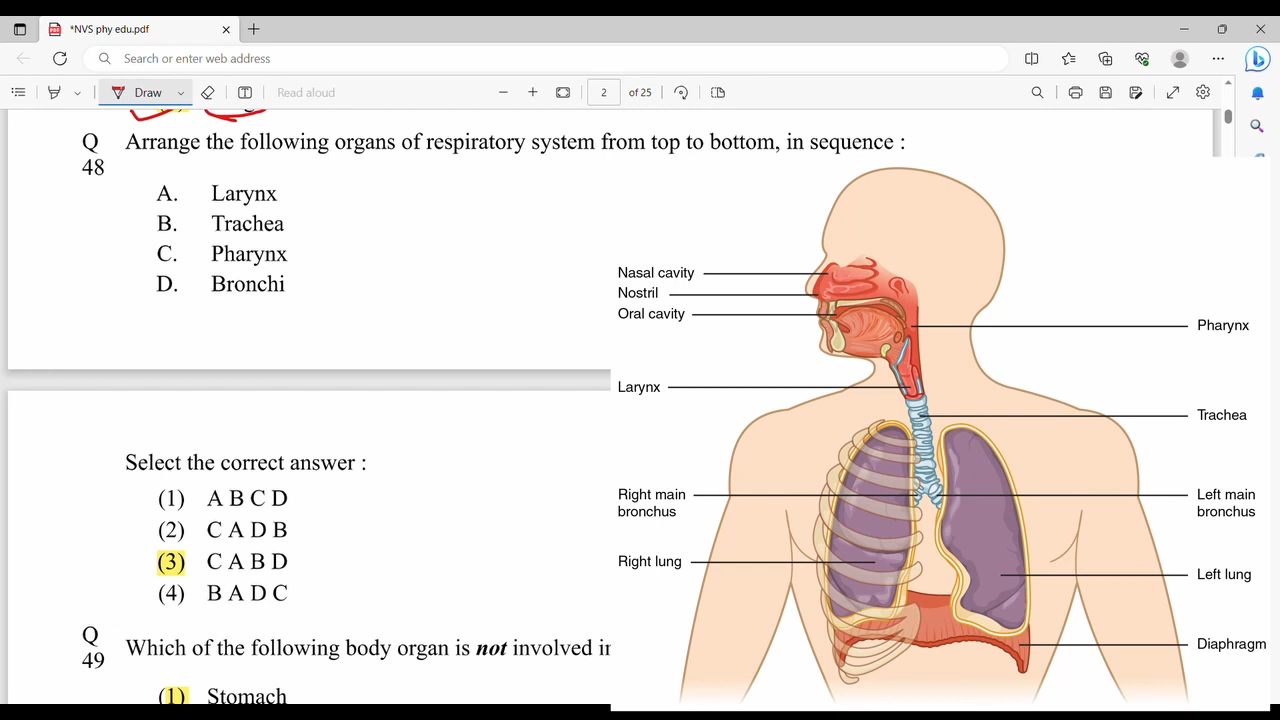 *NVS phy edu.pdf
Search or enter web address
Draw
Read aloud
2
of 25
Q
48
Arrange the following organs of respiratory system from top to bottom, in sequence :
A. Larynx
B. Trachea
C. Pharynx
D. Bronchi
Nasal cavity
Nostril
Oral cavity
Pharynx
Larynx
Trachea
Right main
bronchus
Left main
bronchus
Right lung
Left lung
Diaphragm
Select the correct answer :
(1) A B C D
(2) C A D B
(3) C A B D
(4) B A D C
Q
49
Which of the following body organ is not involved in
(1) Stomach